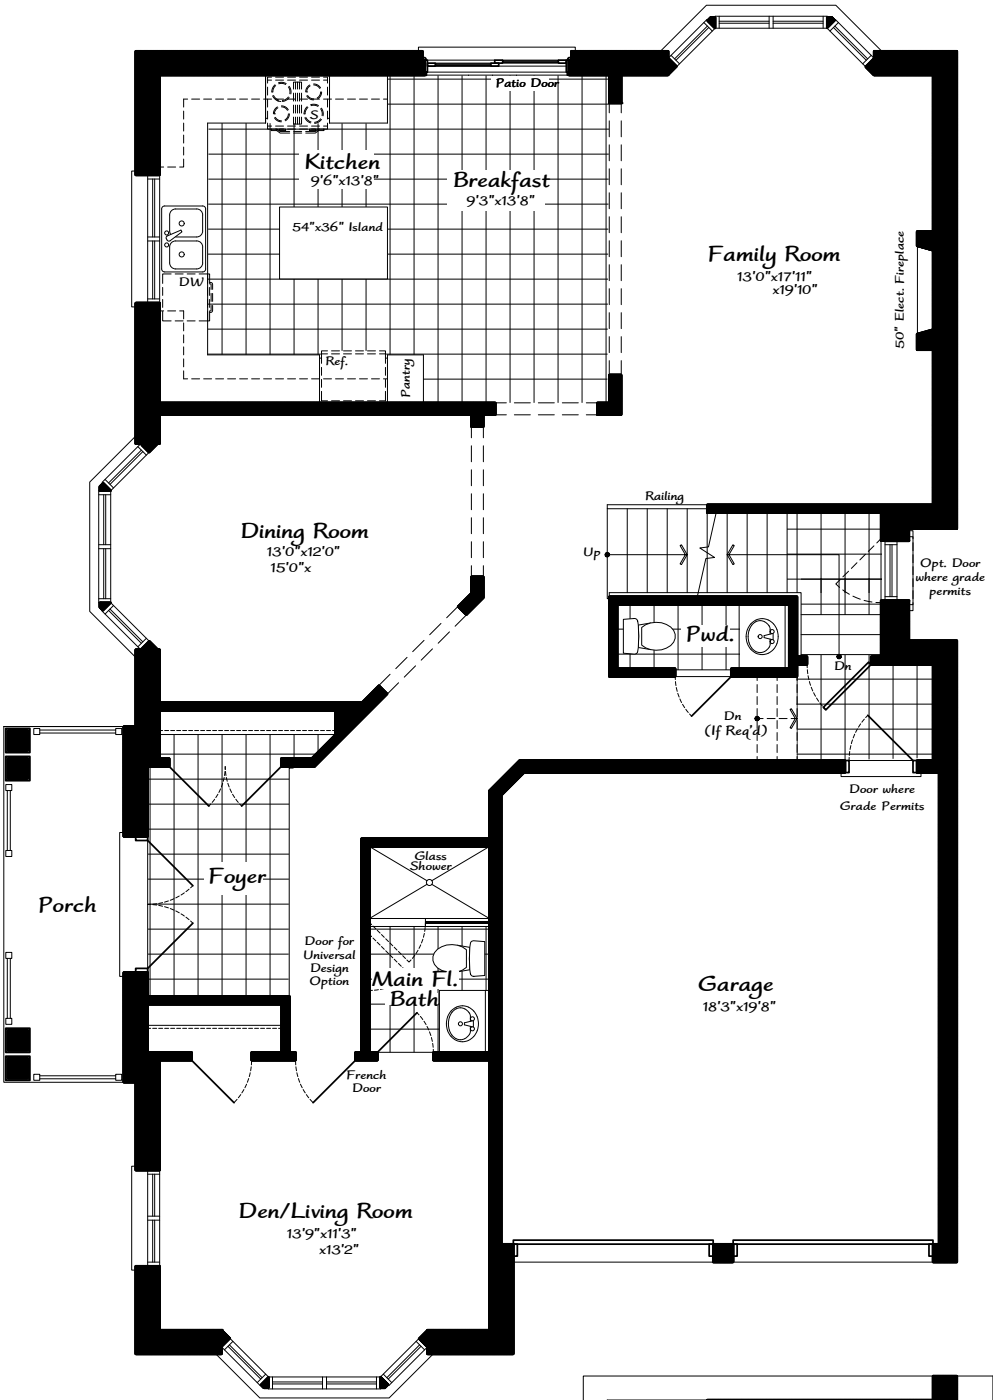 Patio Door
S
Kitchen
9'6"x13'8"
Breakfast
9'3"x13'8"
54"x36" Island
DW
Ref.
Pantry
Family Room
13'0"x17'11"
x19'10"
50" Elect. Fireplace
Dining Room
13'0"x12'0"
15'0"x
Railing
Up
Opt. Door
where grade
permits
Pwd.
Dn
Dn
(If Req'd)
Door where
Grade Permits
Foyer
Porch
Glass
Shower
Door for
Universal
Design
Option
Main Fl.
Bath
French
Door
Garage
18'3"x19'8"
Den/Living Room
13'9"x11'3"
x13'2"